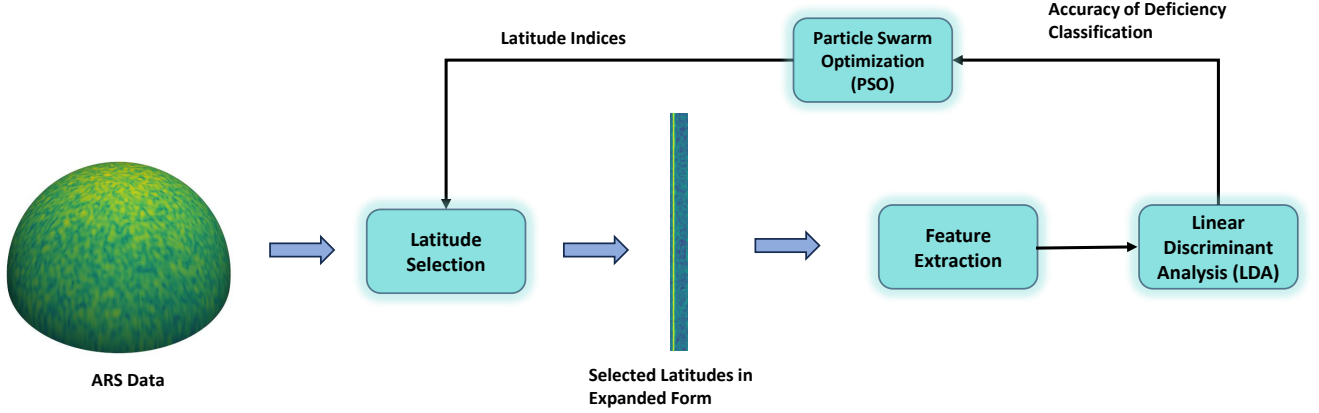 Accuracy of Deficiency
Classification
Particle Swarm
Optimization
(PSO)
Latitude Indices
Latitude
Selection
Feature
Extraction
Linear
Discriminant
Analysis (LDA)
ARS Data
Selected Latitudes in
Expanded Form